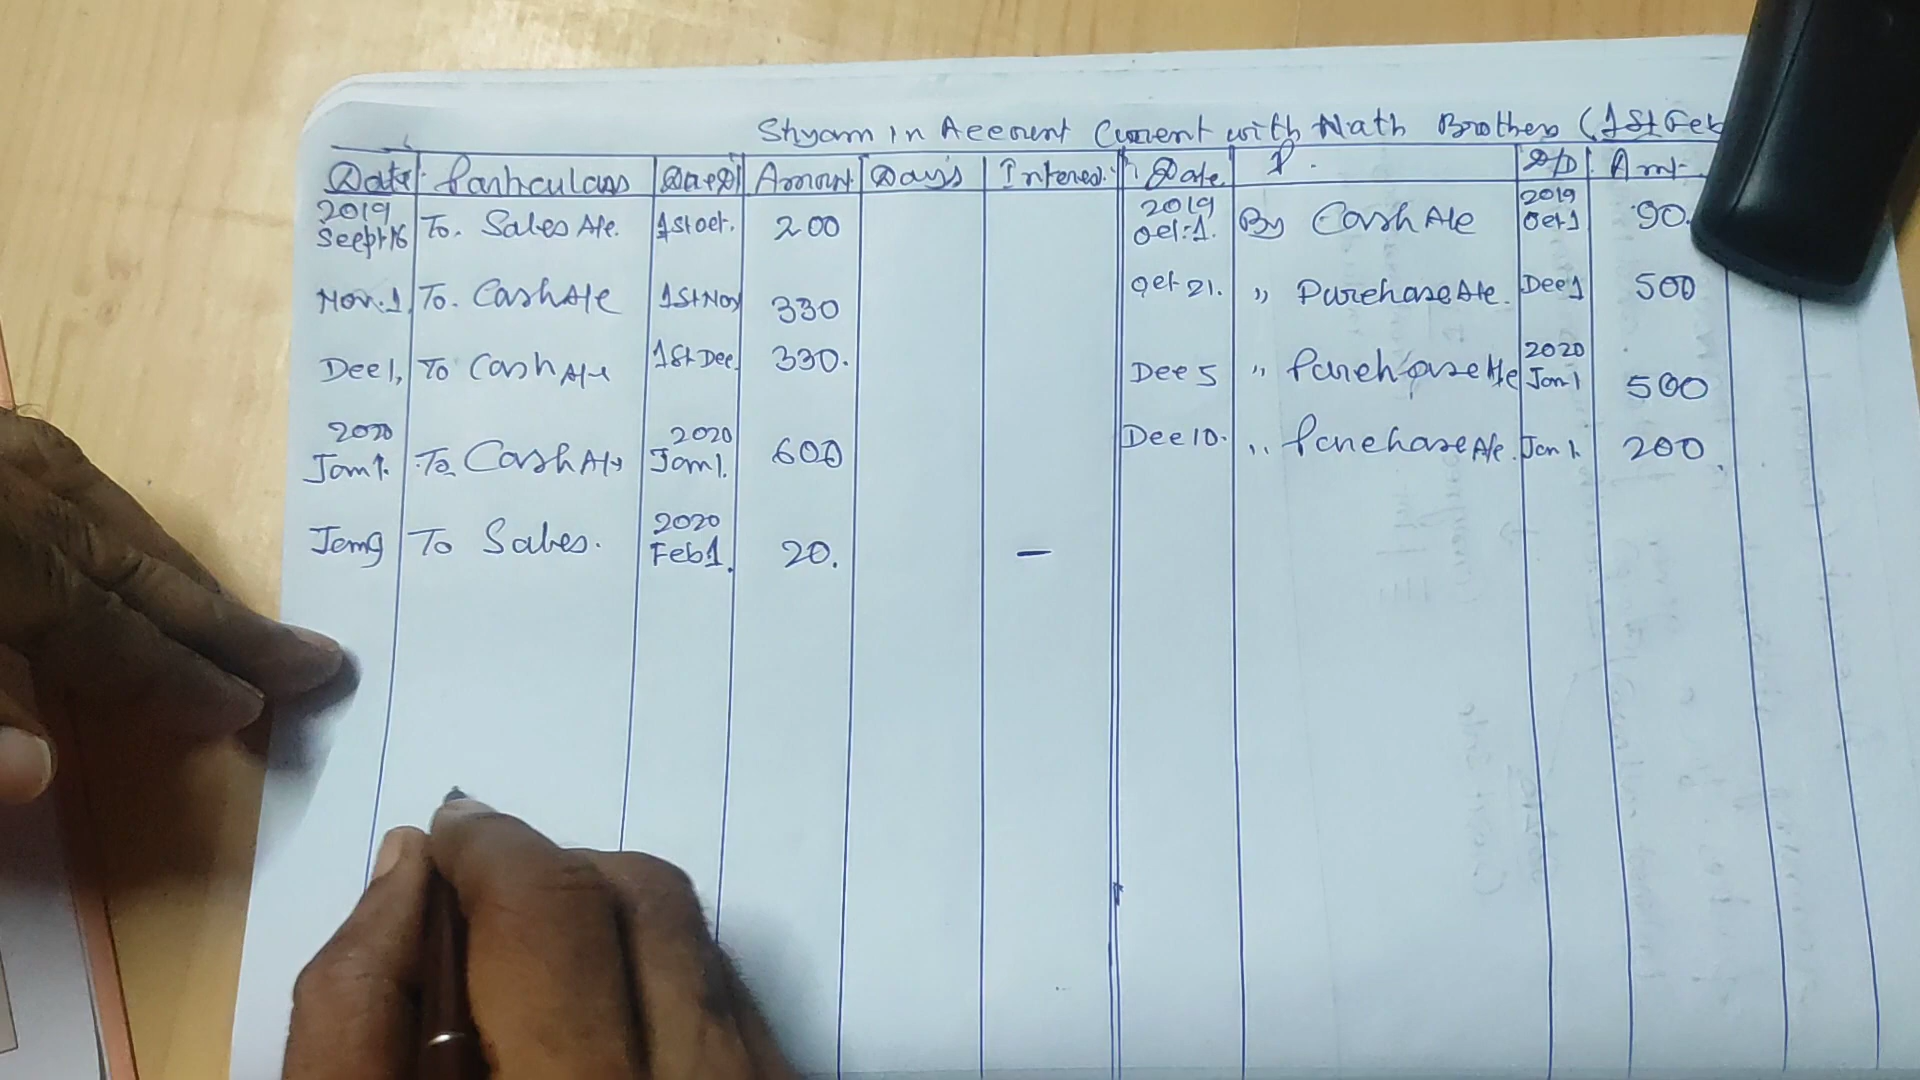 Shyam in Account Current with Nath Brothers (1st Feb
Date Particulars Due D Amount Days Interest Date P. D/D Amt.
2019 Sept 16 To. Sales A/c. 1st Oct. 200 2019 Oct: 1. By Cash A/c 2019 Oct 1 90.
Nov. 1 To. Cash A/c 1st Nov 330 Oct 21. ,, Purchase A/c. Dec 1 500
Dec 1, To Cash A/c 1st Dec. 330. Dec 5 ,, Purchase A/c 2020 Jan 1 500
2020 Jan 1. To Cash A/c 2020 Jan 1. 600 Dec 10. ,, Purchase A/c. Jan 1. 200.
Jan 9 To Sales. 2020 Feb 1. 20. —